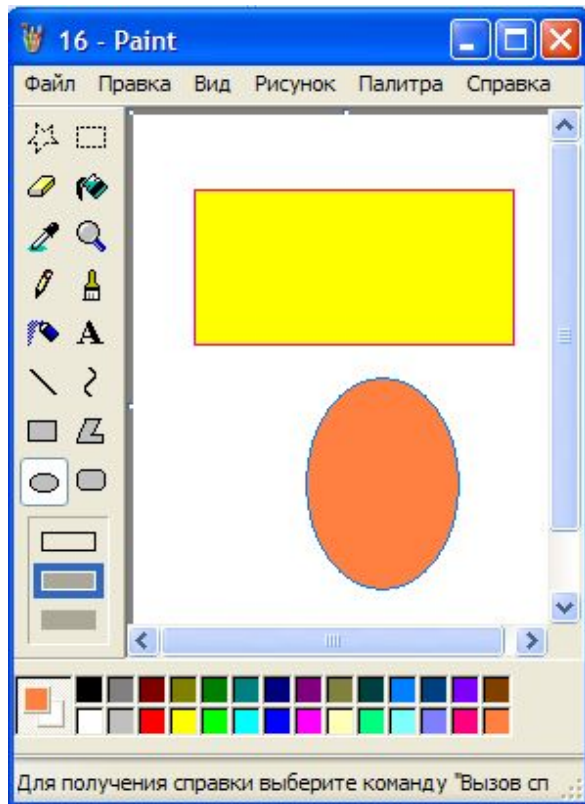 16 - Paint
Файл Правка Вид Рисунок Палитра Справка
A
Для получения справки выберите команду "Вызов сп